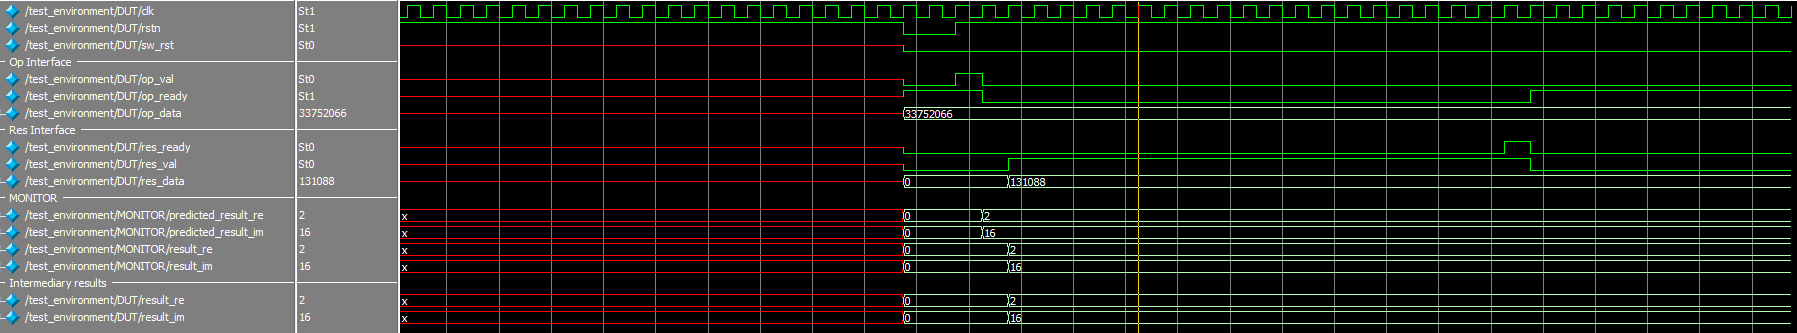 /test_environment/DUT/clk St1
/test_environment/DUT/rstn St1
/test_environment/DUT/sw_rst St0
Op Interface
/test_environment/DUT/op_val St0
/test_environment/DUT/op_ready St1
/test_environment/DUT/op_data 33752066 33752066
Res Interface
/test_environment/DUT/res_ready St0
/test_environment/DUT/res_val St0
/test_environment/DUT/res_data 131088 0 131088
MONITOR
/test_environment/MONITOR/predicted_result_re 2 x 0 2
/test_environment/MONITOR/predicted_result_im 16 x 0 16
/test_environment/MONITOR/result_re 2 x 0 2
/test_environment/MONITOR/result_im 16 x 0 16
Intermediary results
/test_environment/DUT/result_re 2 x 0 2
/test_environment/DUT/result_im 16 x 0 16